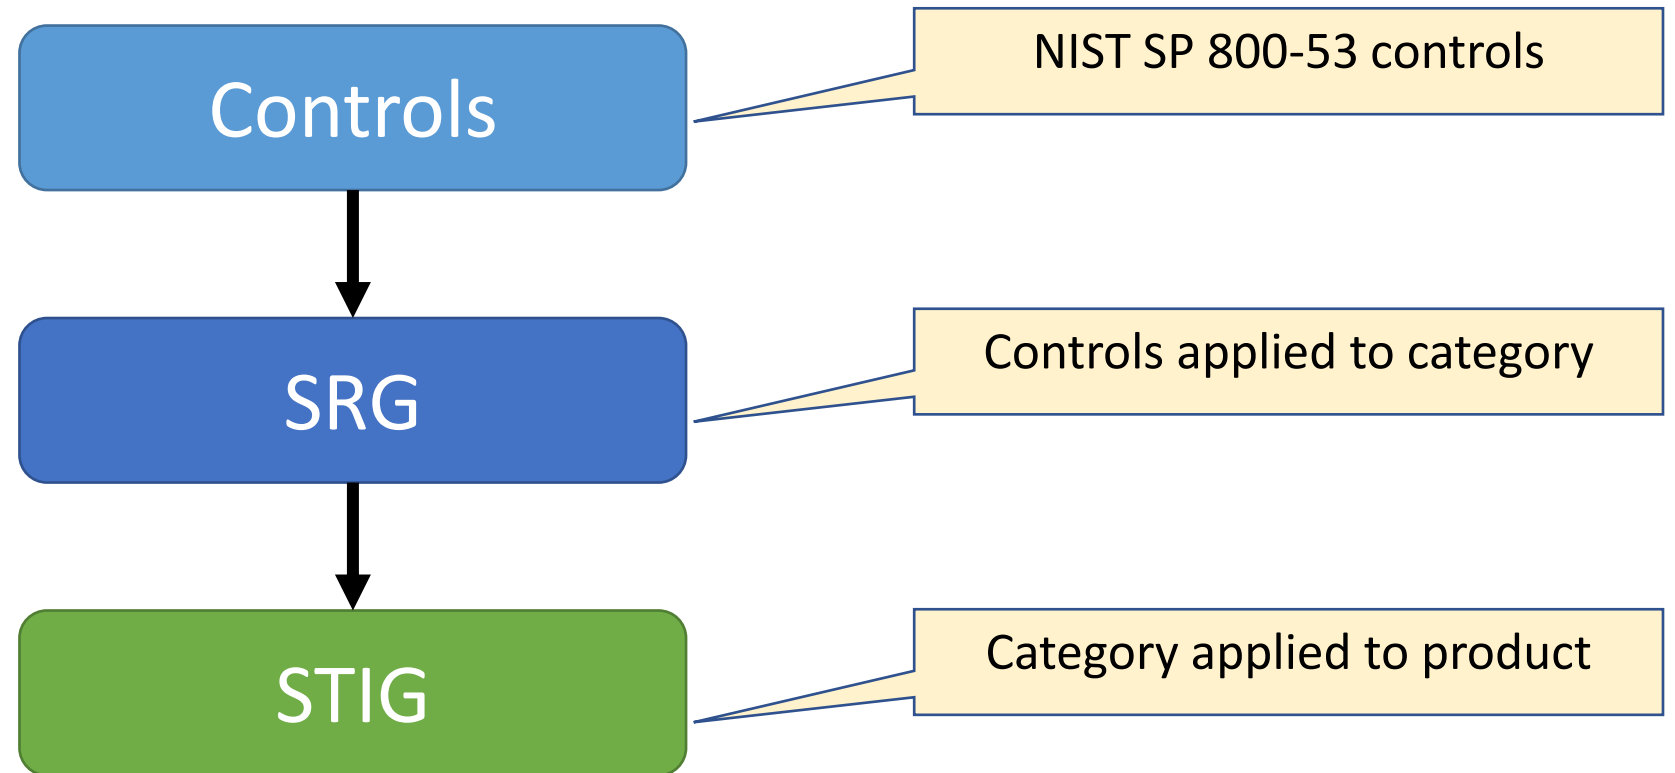 Controls
NIST SP 800-53 controls
SRG
Controls applied to category
STIG
Category applied to product